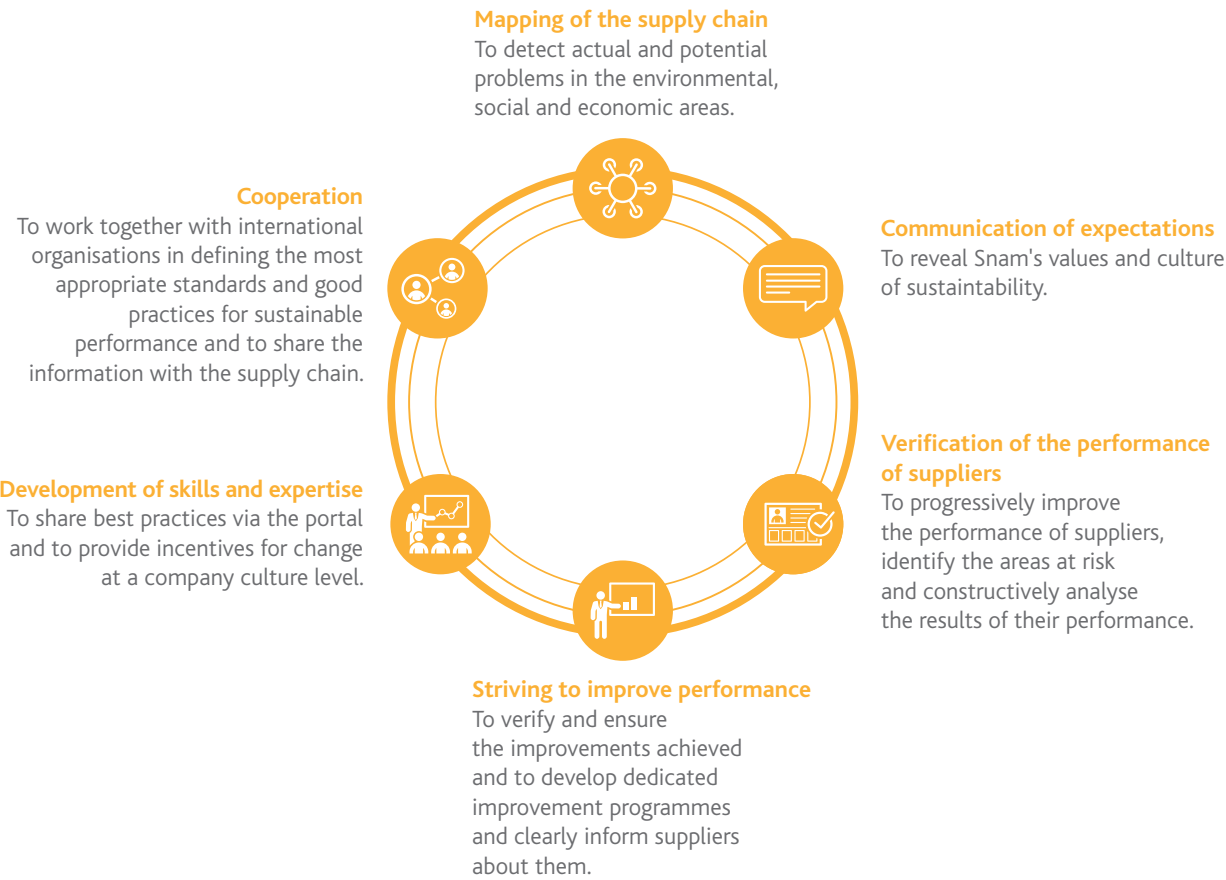 Mapping of the supply chain
To detect actual and potential
problems in the environmental,
social and economic areas.
Communication of expectations
To reveal Snam's values and culture
of sustaintability.
Verification of the performance
of suppliers
To progressively improve
the performance of suppliers,
identify the areas at risk
and constructively analyse
the results of their performance.
Striving to improve performance
To verify and ensure
the improvements achieved
and to develop dedicated
improvement programmes
and clearly inform suppliers
about them.
Development of skills and expertise
To share best practices via the portal
and to provide incentives for change
at a company culture level.
Cooperation
To work together with international
organisations in defining the most
appropriate standards and good
practices for sustainable
performance and to share the
information with the supply chain.